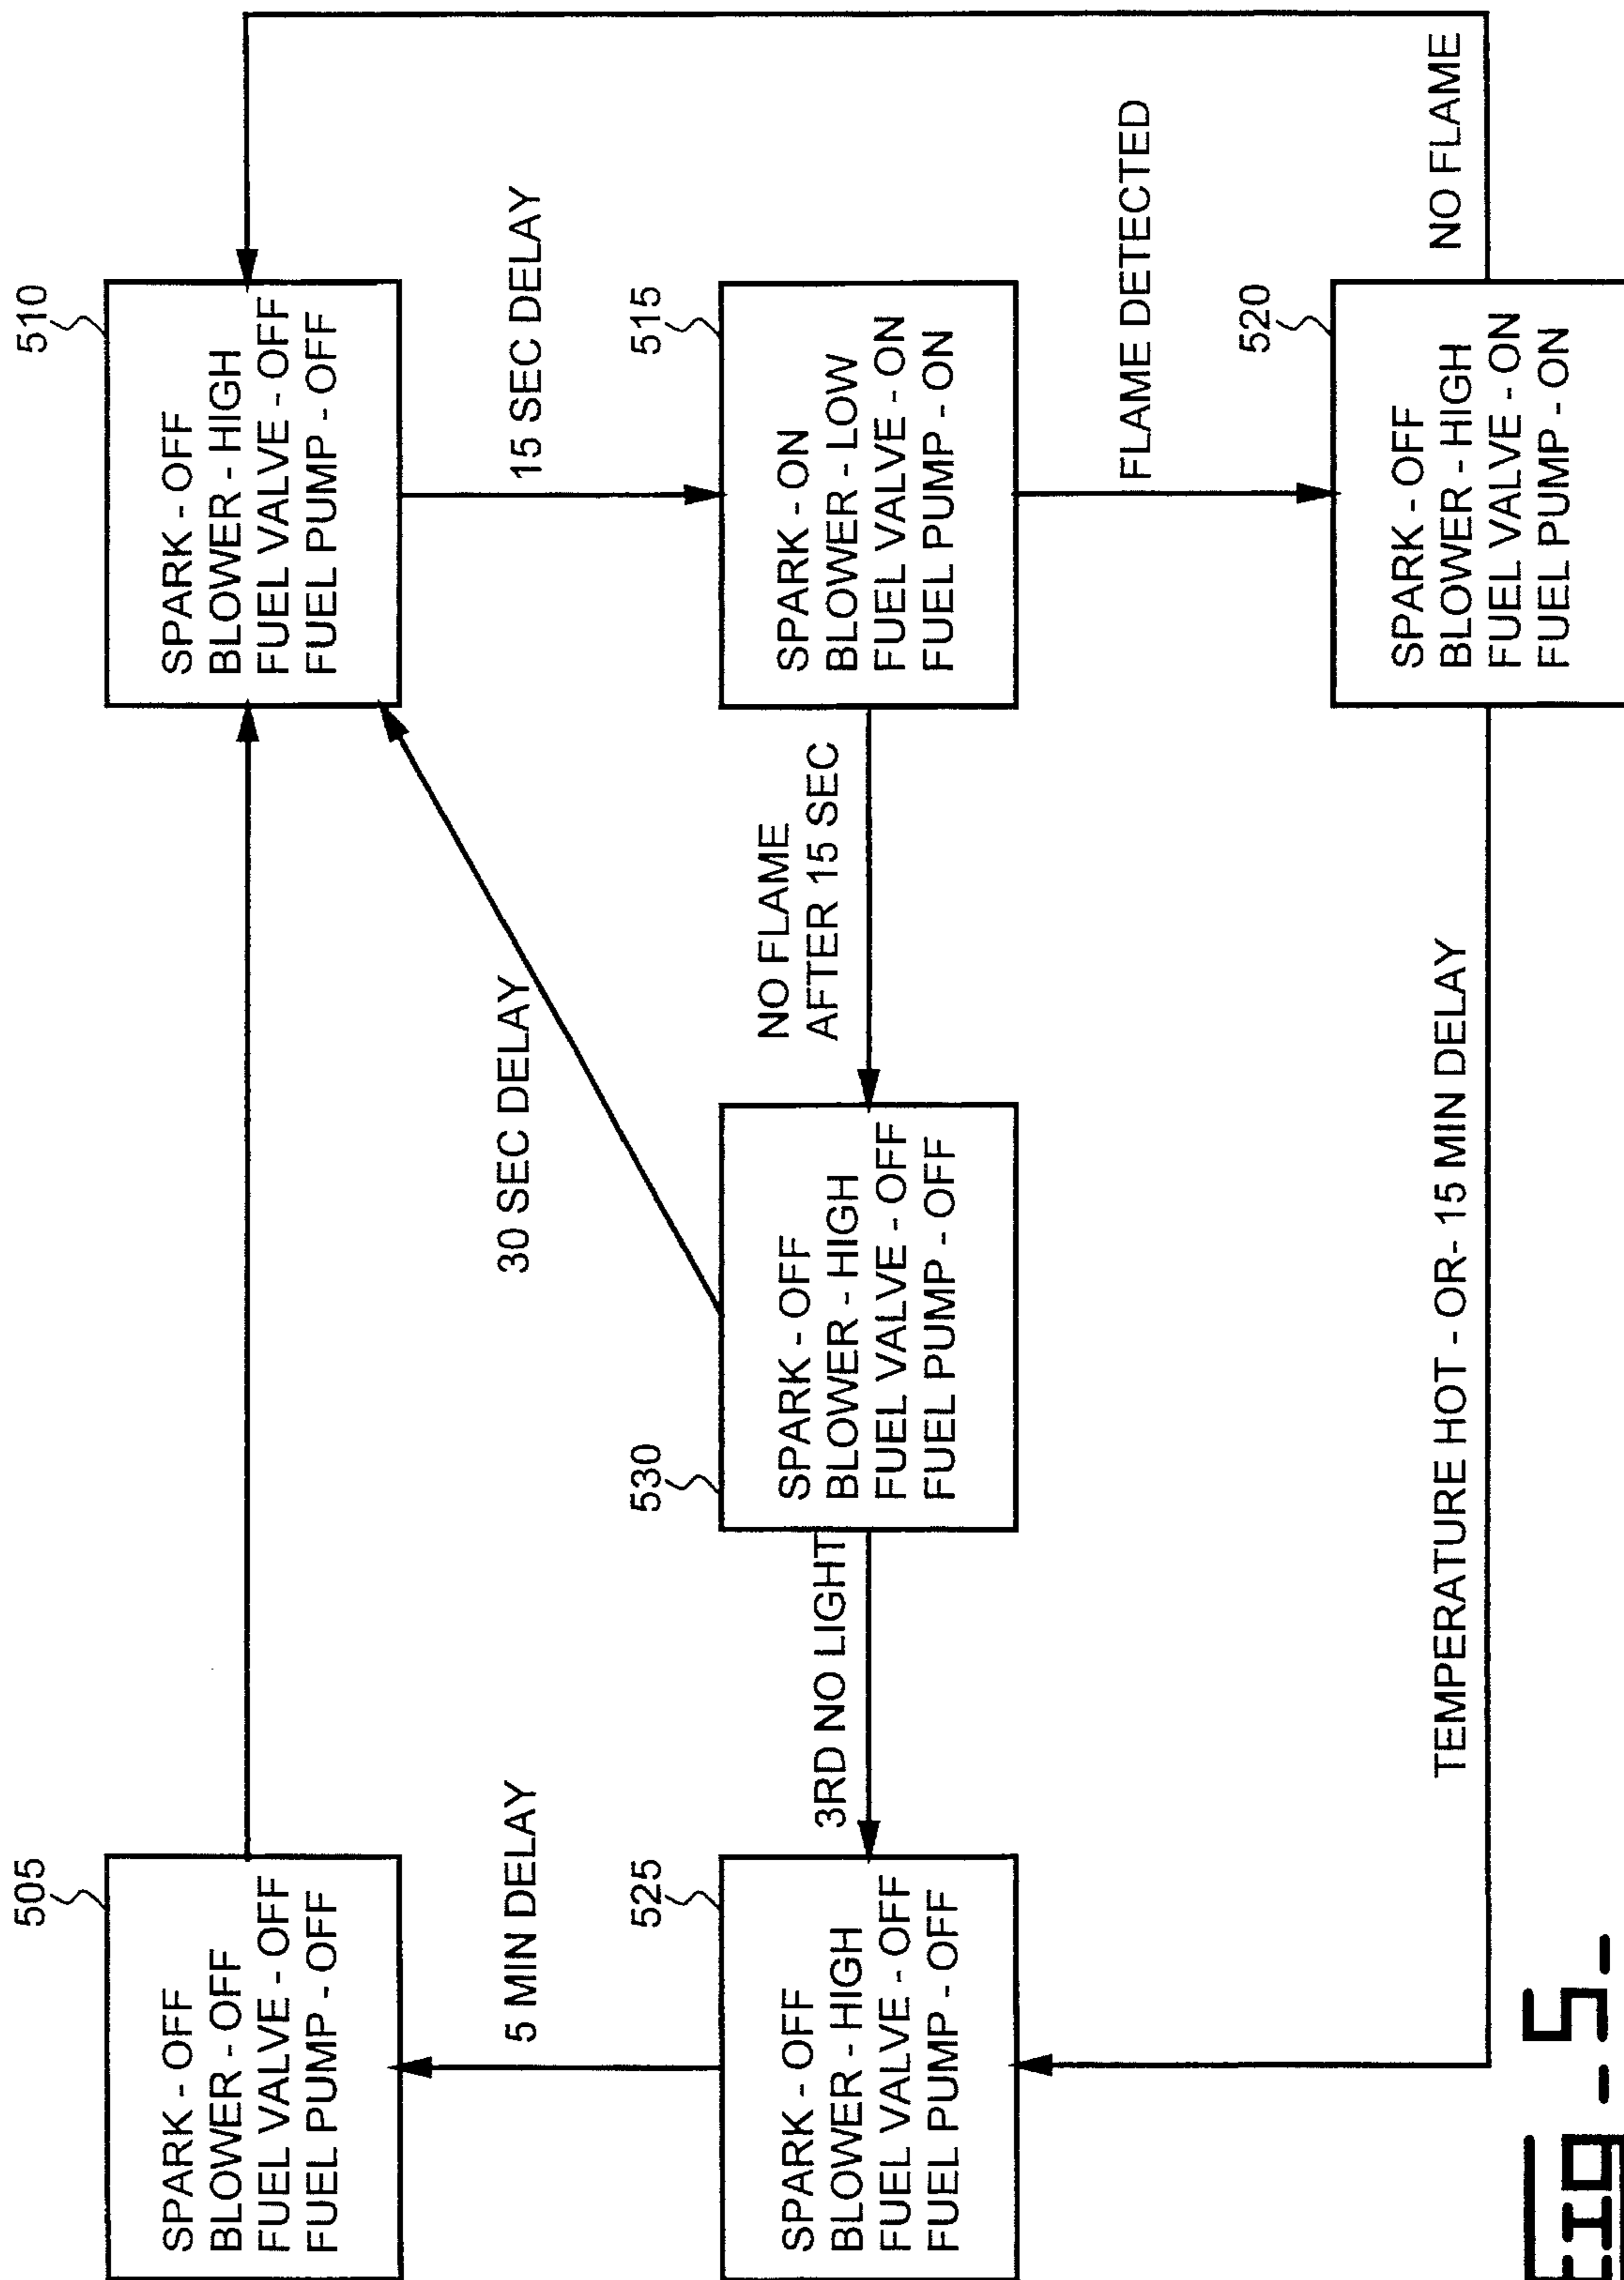 505
SPARK - OFF
BLOWER - OFF
FUEL VALVE - OFF
FUEL PUMP - OFF
510
SPARK - OFF
BLOWER - HIGH
FUEL VALVE - OFF
FUEL PUMP - OFF
5 MIN DELAY
30 SEC DELAY
15 SEC DELAY
525
SPARK - OFF
BLOWER - HIGH
FUEL VALVE - OFF
FUEL PUMP - OFF
3RD NO LIGHT
530
SPARK - OFF
BLOWER - HIGH
FUEL VALVE - OFF
FUEL PUMP - OFF
NO FLAME
AFTER 15 SEC
515
SPARK - ON
BLOWER - LOW
FUEL VALVE - ON
FUEL PUMP - ON
FLAME DETECTED
520
SPARK - OFF
BLOWER - HIGH
FUEL VALVE - ON
FUEL PUMP - ON
TEMPERATURE HOT - OR- 15 MIN DELAY
NO FLAME
FIG - 5 -